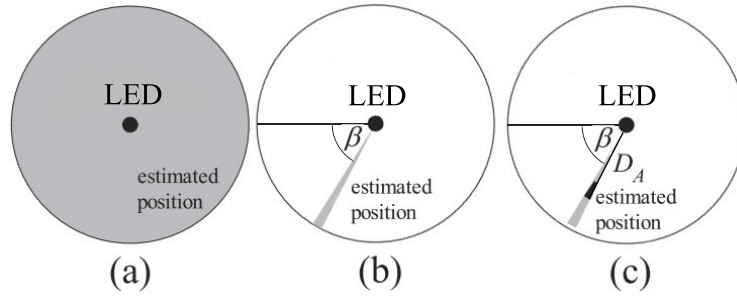 LED
estimated
position
(a)
LED
β
estimated
position
(b)
LED
β
D_A
estimated
position
(c)